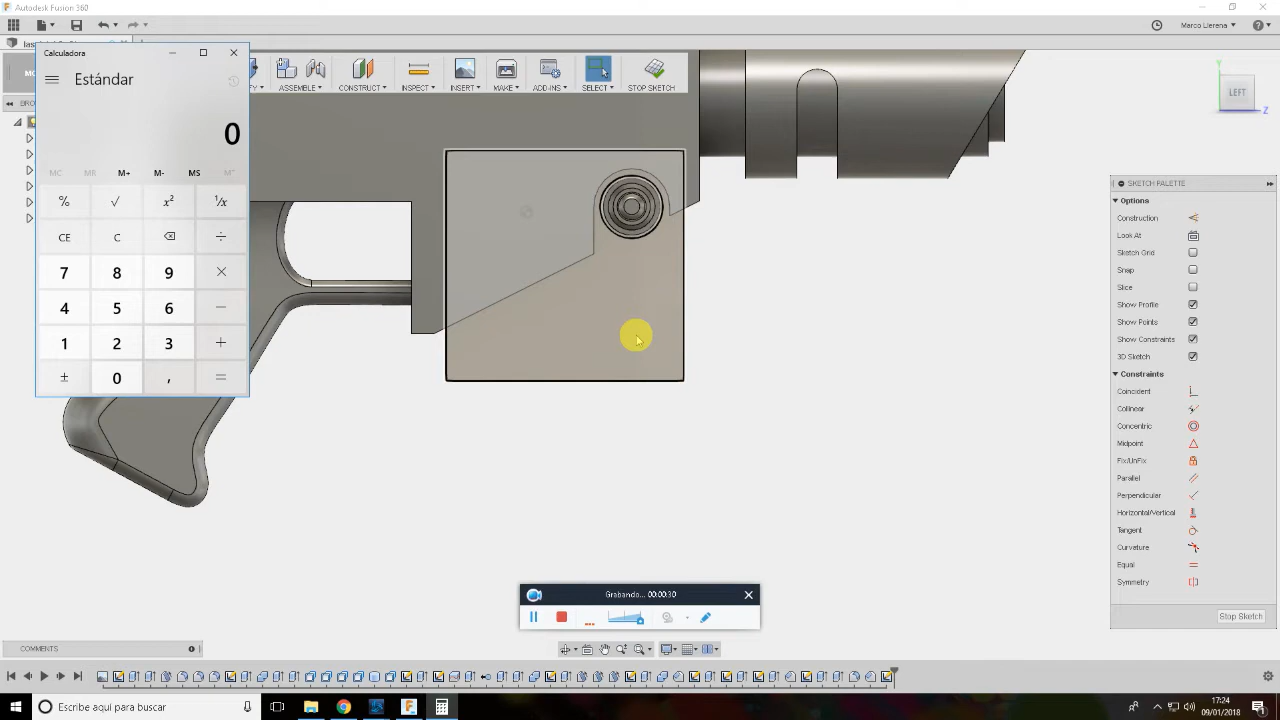 Autodesk Fusion 360
Marco Llerena
Calculadora
Estándar
0
MC MR M+ M- MS
% √ x² ¹/x
CE C ÷
7 8 9 ×
4 5 6 −
1 2 3 +
± 0 , =
ASSEMBLE
CONSTRUCT
INSPECT
INSERT
MAKE
ADD-INS
SELECT
STOP SKETCH
LEFT
Y
Z
SKETCH PALETTE
Options
Construction
Look At
Sketch Grid
Snap
Slice
Show Profile
Show Points
Show Constraints
3D Sketch
Constraints
Coincident
Collinear
Concentric
Midpoint
Fix/UnFix
Parallel
Perpendicular
Horizontal/Vertical
Tangent
Curvature
Equal
Symmetry
Stop Sketch
Grabando... 00:00:30
COMMENTS
Escribe aquí para buscar
17:24
09/01/2018